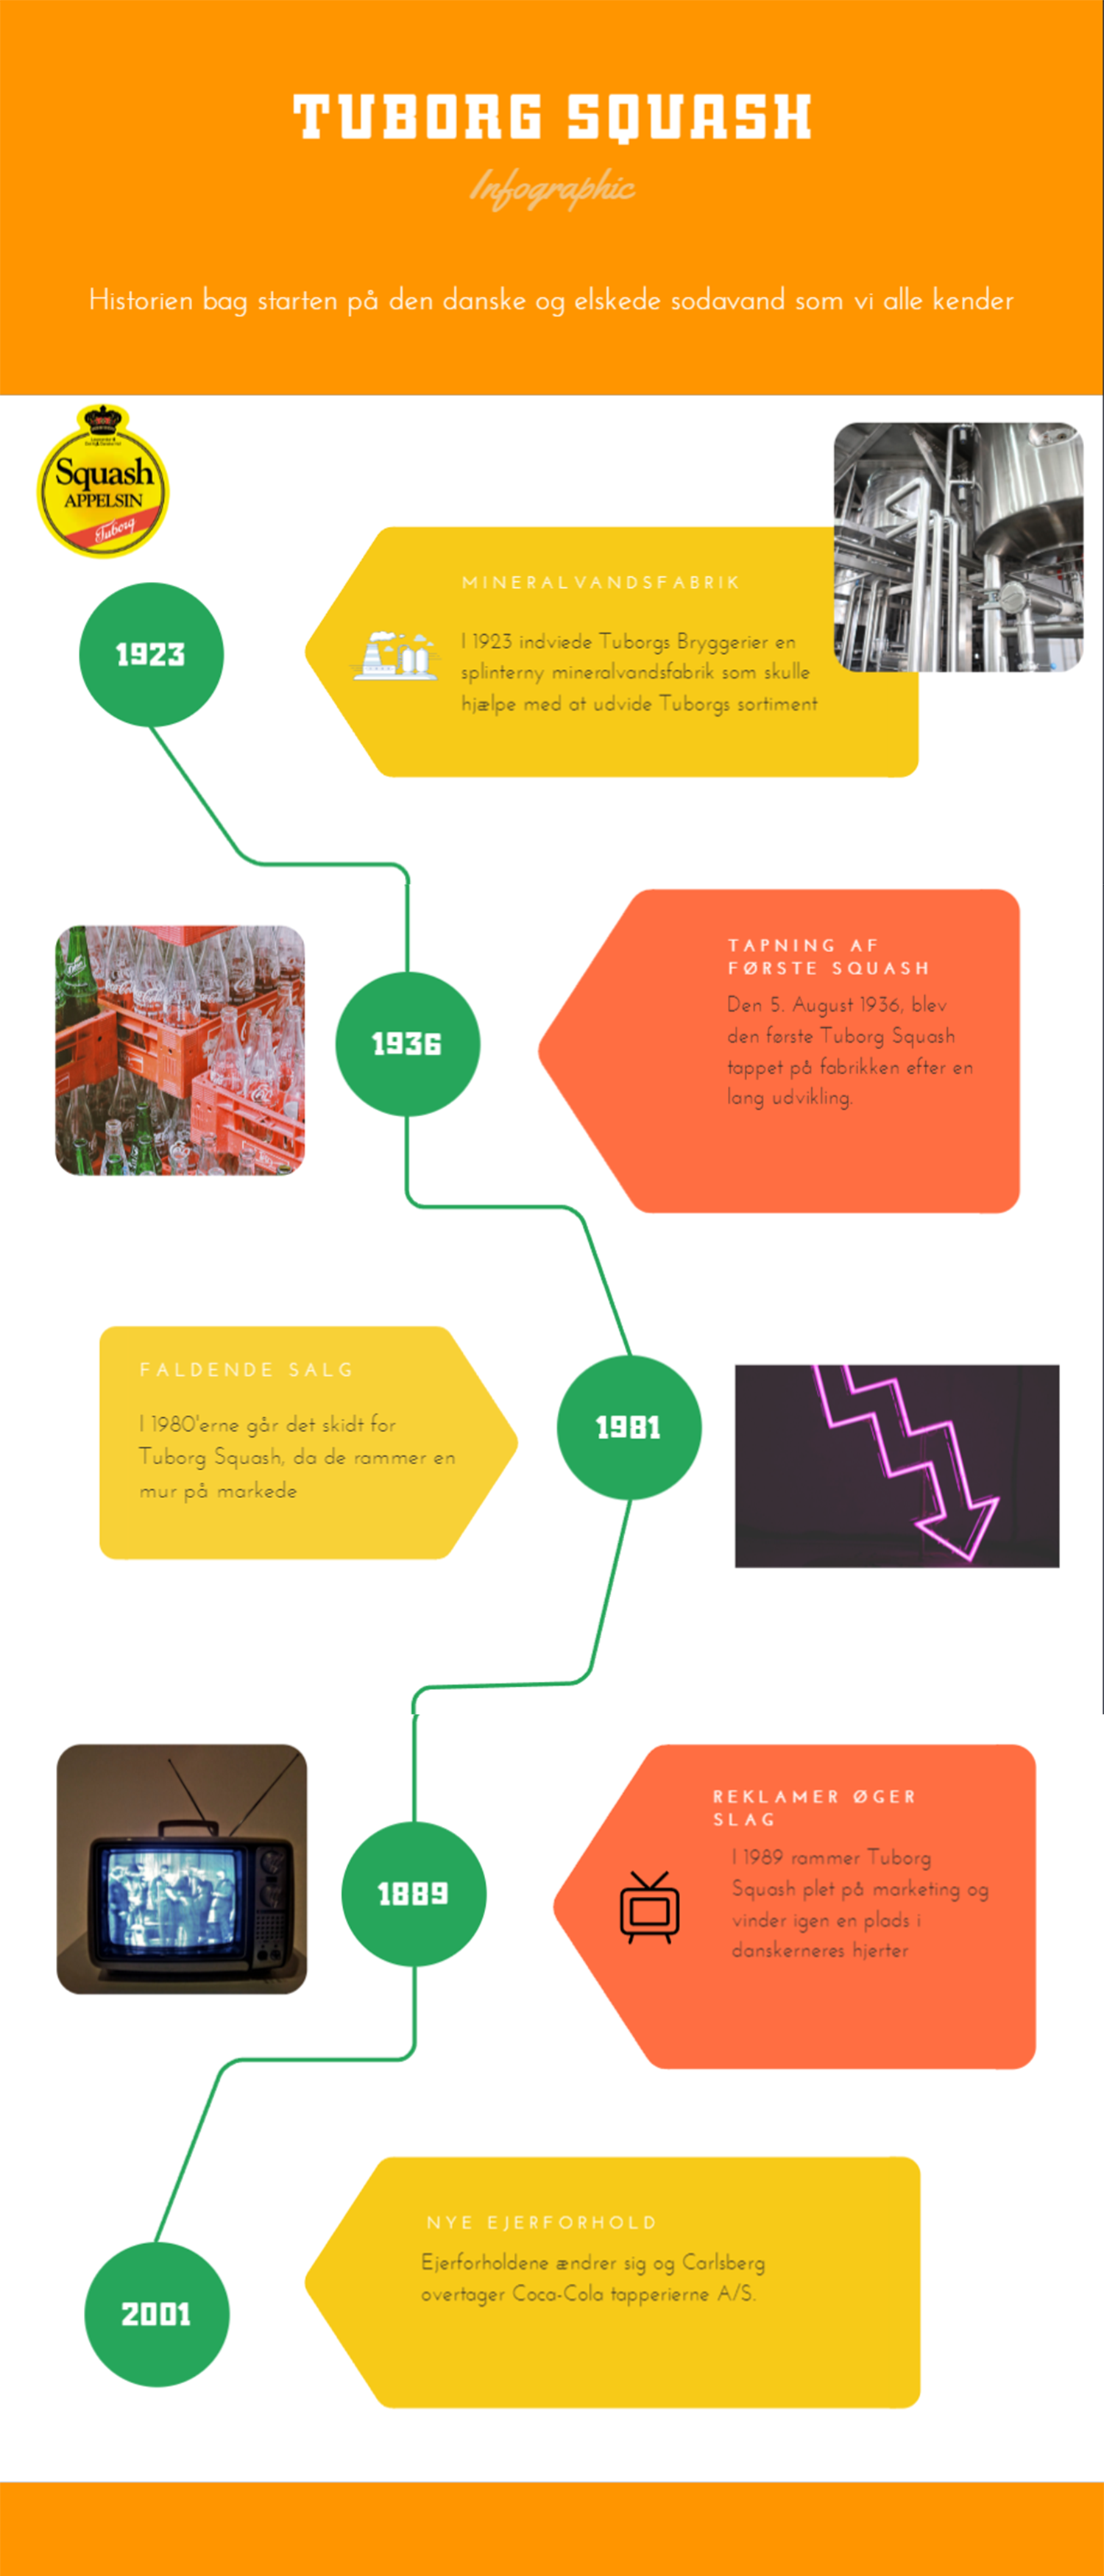 TUBORG SQUASH
Infographic
Historien bag starten på den danske og elskede sodavand som vi alle kender
Squash
APPELSIN
Tuborg
1923
MINERALVANDSFABRIK
I 1923 indviede Tuborgs Bryggerier en
splinterny mineralvandsfabrik som skulle
hjælpe med at udvide Tuborgs sortiment
1936
TAPNING AF
FØRSTE SQUASH
Den 5. August 1936, blev
den første Tuborg Squash
tappet på fabrikken efter en
lang udvikling.
FALDENDE SALG
I 1980'erne går det skidt for
Tuborg Squash, da de rammer en
mur på markede
1981
1889
REKLAMER ØGER
SLAG
I 1989 rammer Tuborg
Squash plet på marketing og
vinder igen en plads i
danskerneres hjerter
2001
NYE EJERFORHOLD
Ejerforholdene ændrer sig og Carlsberg
overtager Coca-Cola tapperierne A/S.